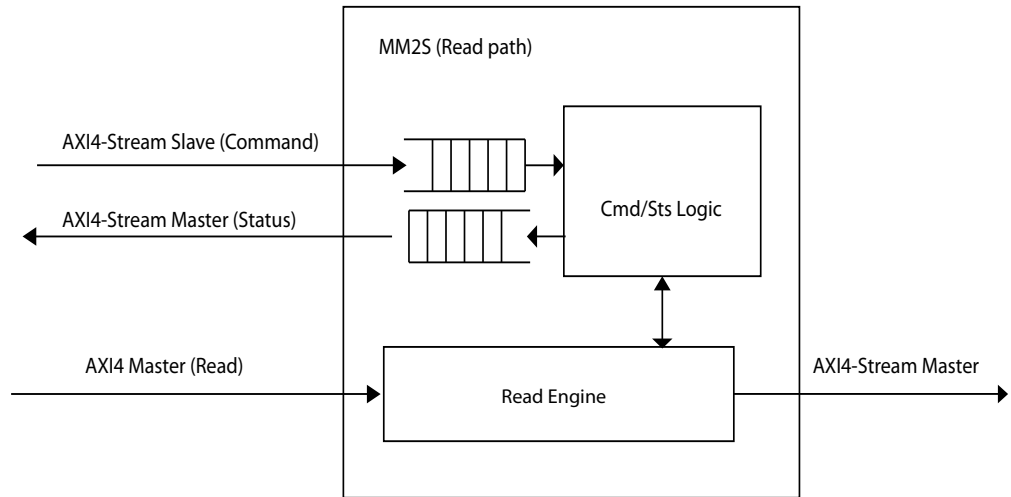 MM2S (Read path)
AXI4-Stream Slave (Command)
Cmd/Sts Logic
AXI4-Stream Master (Status)
AXI4 Master (Read)
AXI4-Stream Master
Read Engine